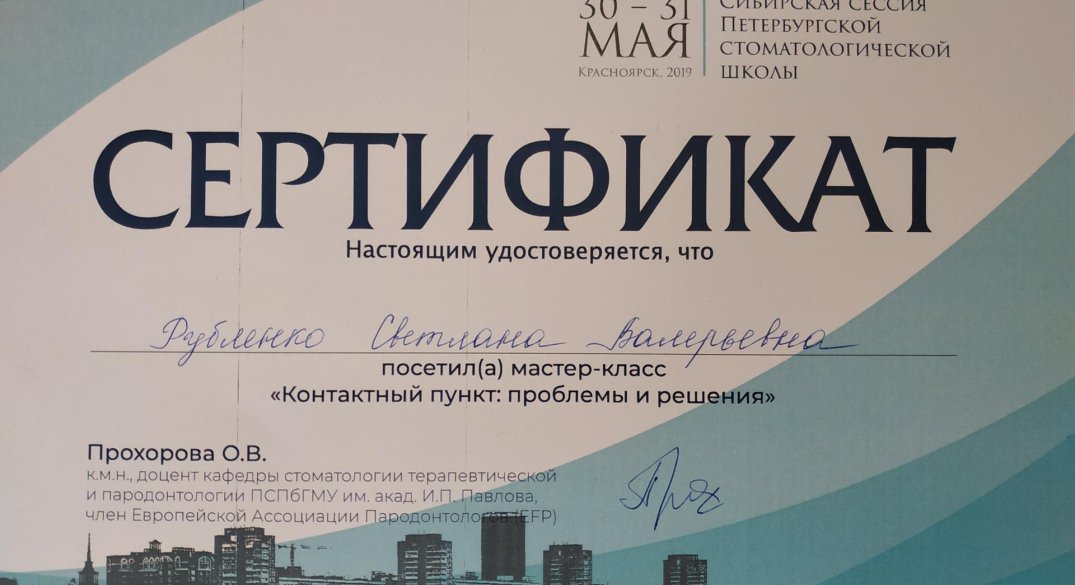 30 – 31
МАЯ
Красноярск, 2019
Сибирская сессия
Петербургской
стоматологической
школы
СЕРТИФИКАТ
Настоящим удостоверяется, что
Рубленко Светлана Валерьевна
посетил(а) мастер-класс
«Контактный пункт: проблемы и решения»
Прохорова О.В.
к.м.н., доцент кафедры стоматологии терапевтической
и пародонтологии ПСПбГМУ им. акад. И.П. Павлова,
член Европейской Ассоциации Пародонтологов (EFP)